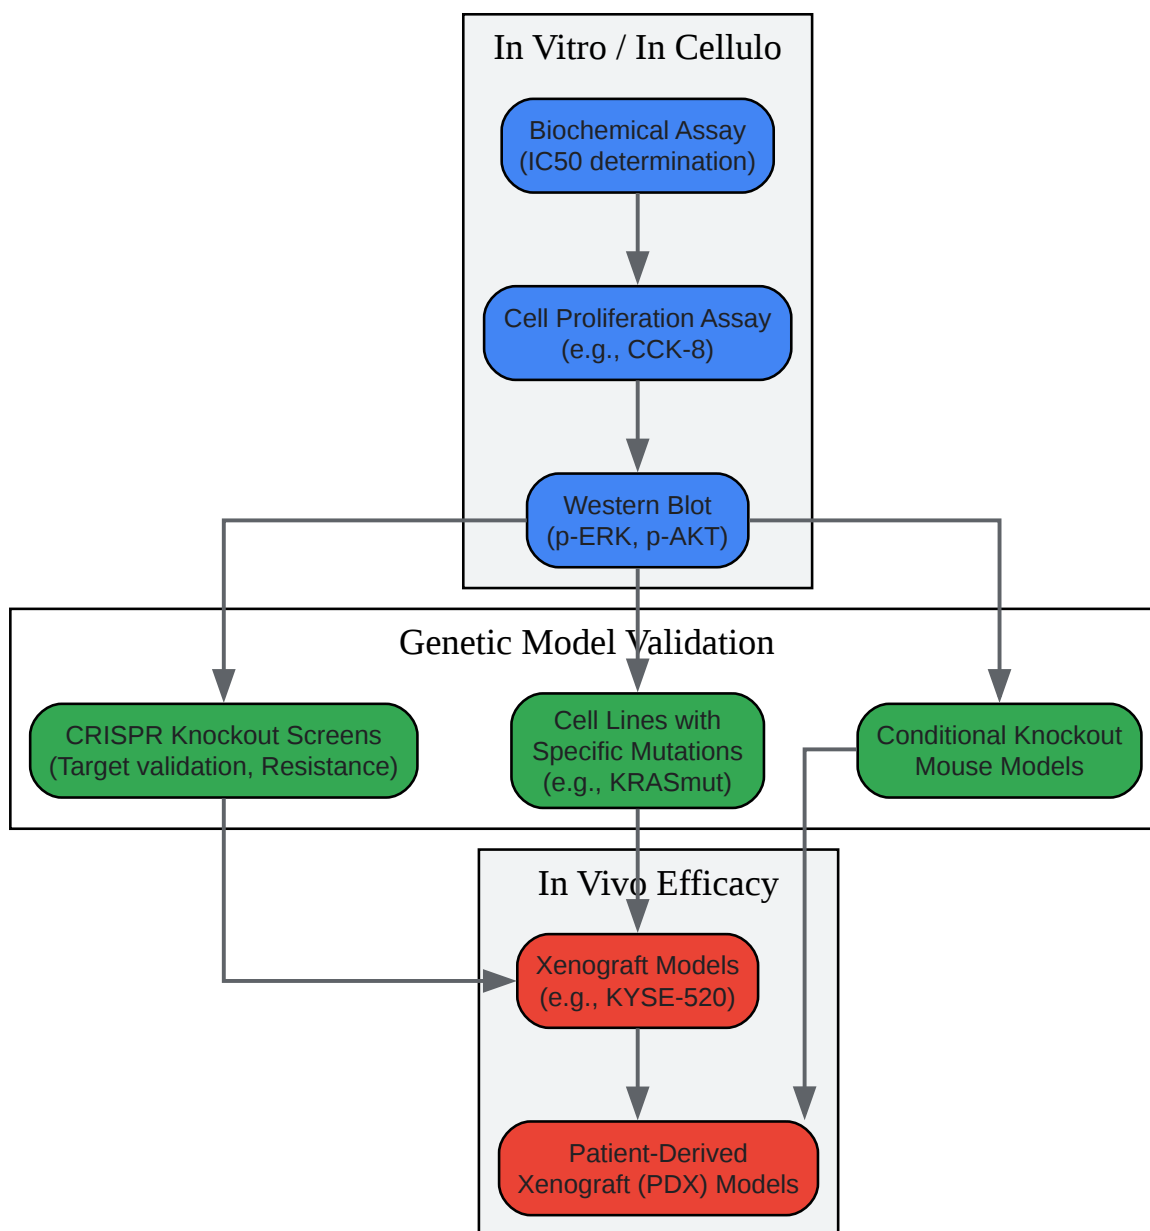 In Vitro / In Cellulo
Biochemical Assay
(IC50 determination)
Cell Proliferation Assay
(e.g., CCK-8)
Western Blot
(p-ERK, p-AKT)
Genetic Model Validation
CRISPR Knockout Screens
(Target validation, Resistance)
Cell Lines with
Specific Mutations
(e.g., KRASmut)
Conditional Knockout
Mouse Models
In Vivo Efficacy
Xenograft Models
(e.g., KYSE-520)
Patient-Derived
Xenograft (PDX) Models